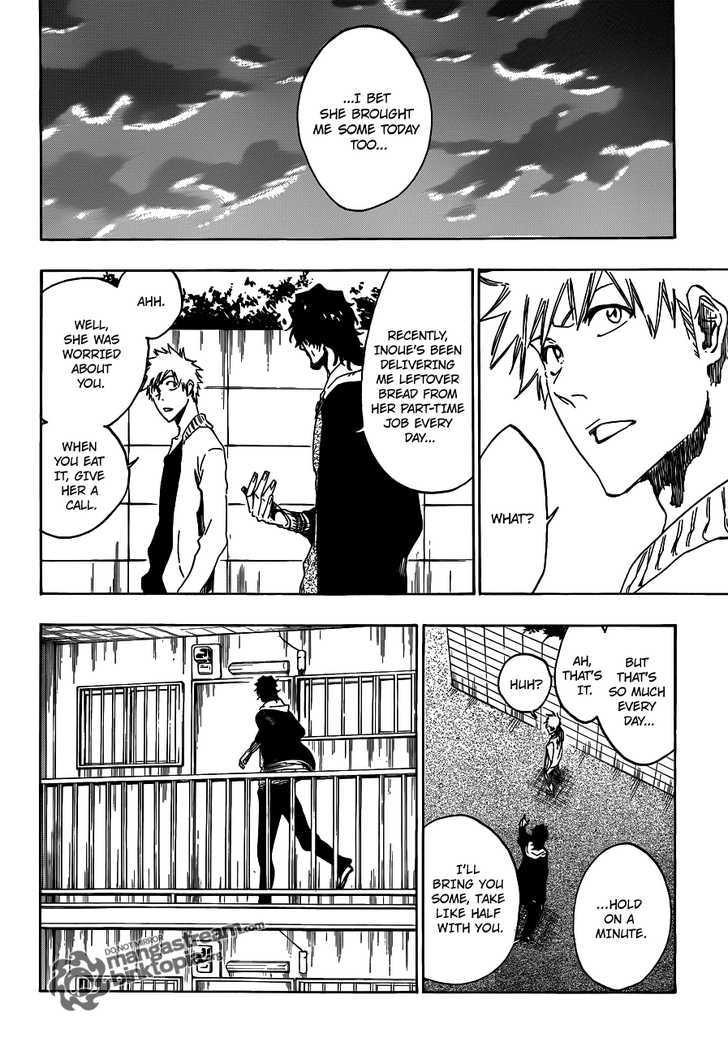 ...I BET
SHE BROUGHT
ME SOME TODAY
TOO...
WHAT?
RECENTLY,
INOUE'S BEEN
DELIVERING
ME LEFTOVER
BREAD FROM
HER PART-TIME
JOB EVERY
DAY...
AHH.
WELL,
SHE WAS
WORRIED
ABOUT
YOU.
WHEN
YOU EAT
IT, GIVE
HER A
CALL.
BUT
THAT'S
SO MUCH
EVERY
DAY...
AH,
THAT'S
IT.
HUH?
...HOLD
ON A
MINUTE.
I'LL
BRING YOU
SOME, TAKE
LIKE HALF
WITH YOU.
DO NOT MIRROR
mangastream.com
binktopia.org